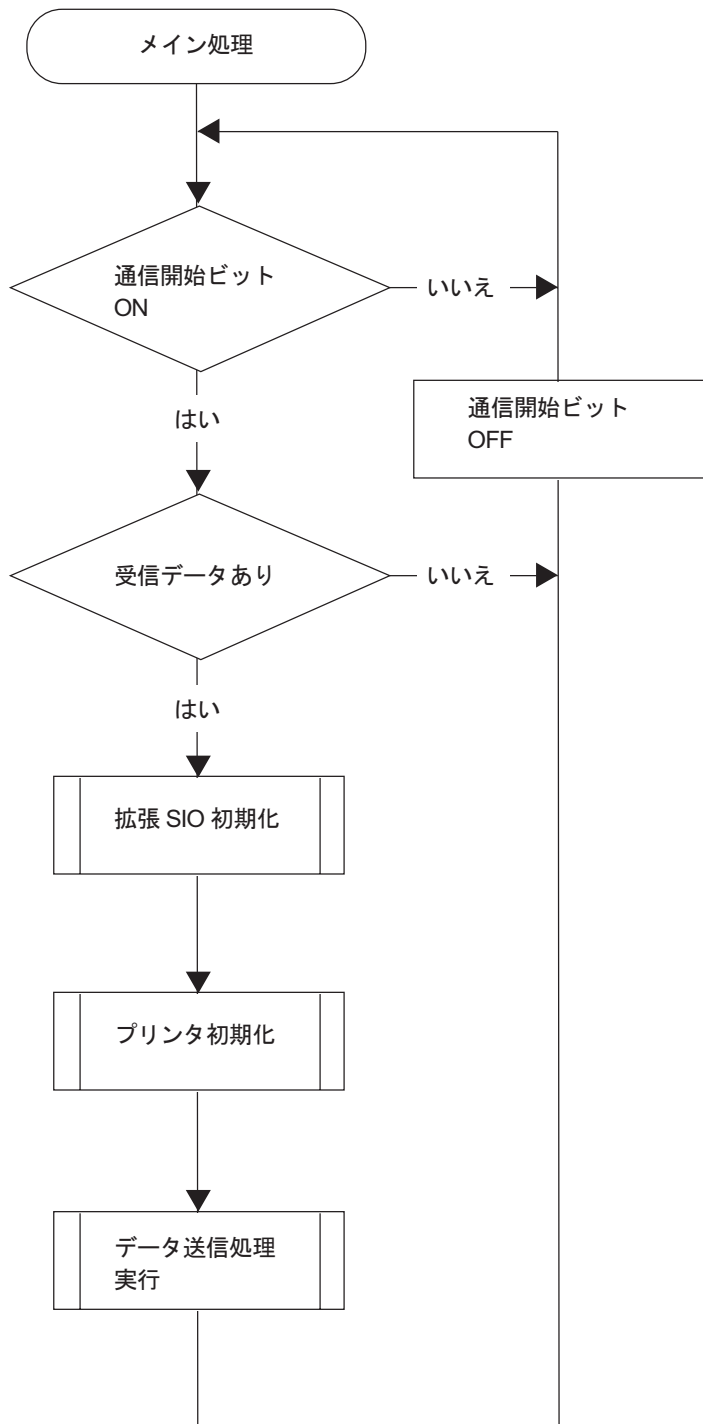 メイン処理
通信開始ビット
ON
いいえ
通信開始ビット
OFF
はい
受信データあり
いいえ
はい
拡張 SIO 初期化
プリンタ初期化
データ送信処理
実行